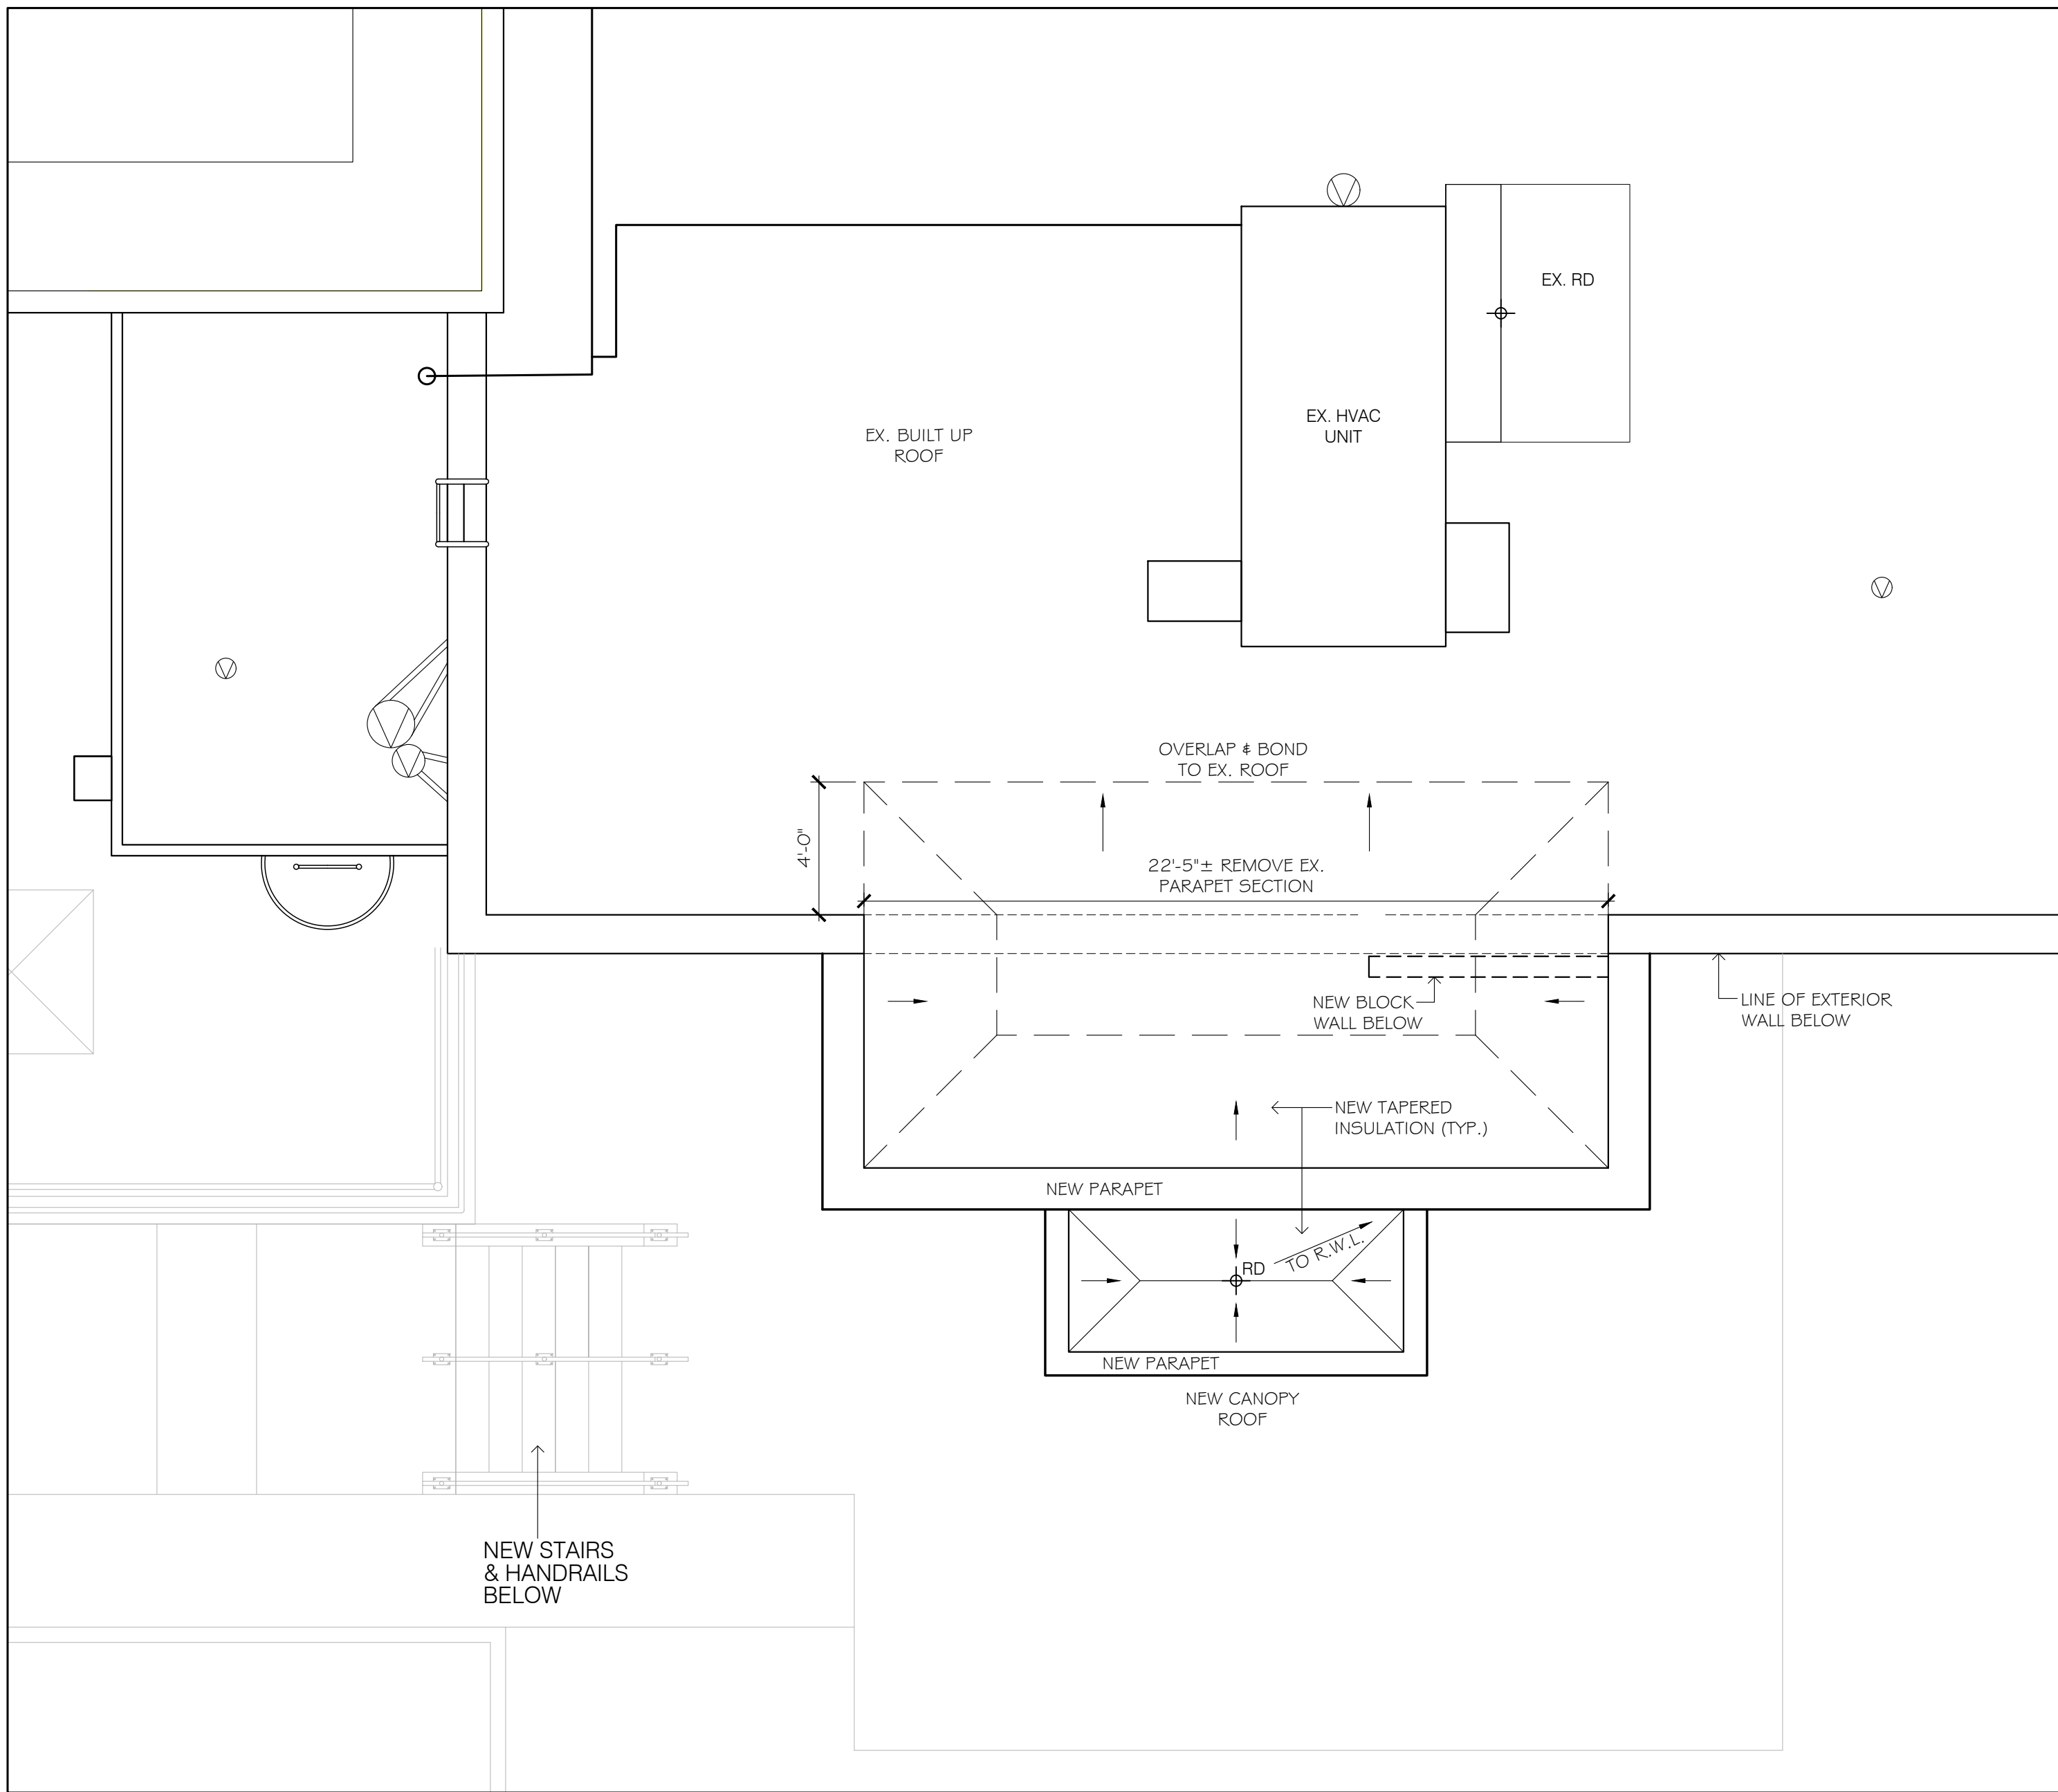 EX. RD
EX. HVAC
UNIT
EX. BUILT UP
ROOF
OVERLAP & BOND
TO EX. ROOF
4'-0"
22'-5"± REMOVE EX.
PARAPET SECTION
NEW BLOCK
WALL BELOW
LINE OF EXTERIOR
WALL BELOW
NEW TAPERED
INSULATION (TYP.)
NEW PARAPET
TO R.W.L.
RD
NEW PARAPET
NEW CANOPY
ROOF
NEW STAIRS
& HANDRAILS
BELOW